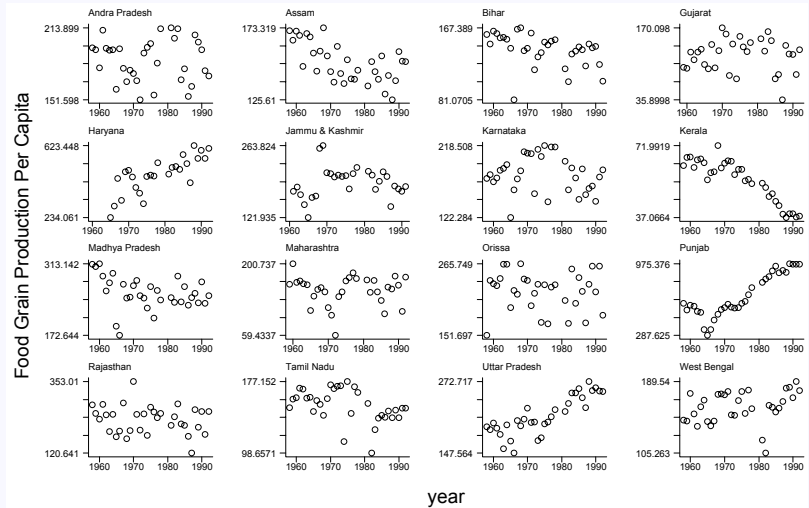 Andra Pradesh
213.899
151.598
1960 1970 1980 1990
Assam
173.319
125.61
1960 1970 1980 1990
Bihar
167.389
81.0705
1960 1970 1980 1990
Gujarat
170.098
35.8998
1960 1970 1980 1990
Haryana
623.448
234.061
1960 1970 1980 1990
Jammu & Kashmir
263.824
121.935
1960 1970 1980 1990
Karnataka
218.508
122.284
1960 1970 1980 1990
Kerala
71.9919
37.0664
1960 1970 1980 1990
Madhya Pradesh
313.142
172.644
1960 1970 1980 1990
Maharashtra
200.737
59.4337
1960 1970 1980 1990
Orissa
265.749
151.697
1960 1970 1980 1990
Punjab
975.376
287.625
1960 1970 1980 1990
Rajasthan
353.01
120.641
1960 1970 1980 1990
Tamil Nadu
177.152
98.6571
1960 1970 1980 1990
Uttar Pradesh
272.717
147.564
1960 1970 1980 1990
West Bengal
189.54
105.263
1960 1970 1980 1990
Food Grain Production Per Capita
year